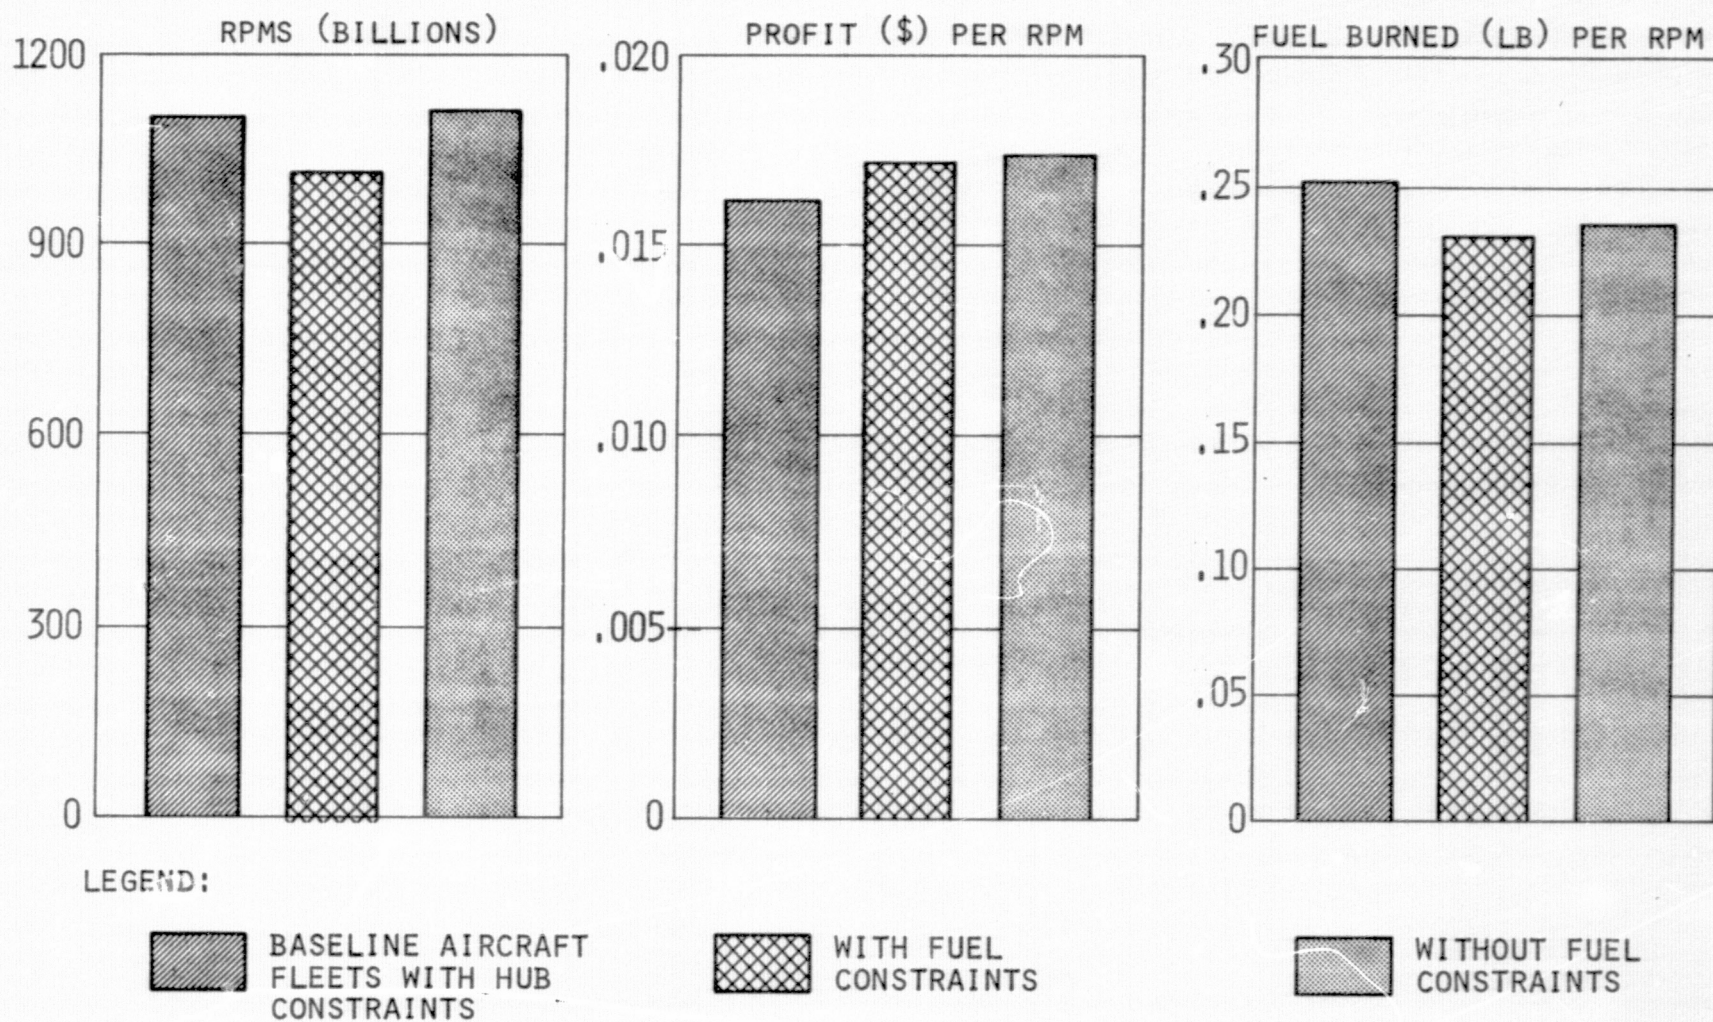 RPMS (BILLIONS)
1200
900
600
300
0
PROFIT ($) PER RPM
.020
.015
.010
.005
0
FUEL BURNED (LB) PER RPM
.30
.25
.20
.15
.10
.05
0
LEGEND:
BASELINE AIRCRAFT
FLEETS WITH HUB
CONSTRAINTS
WITH FUEL
CONSTRAINTS
WITHOUT FUEL
CONSTRAINTS